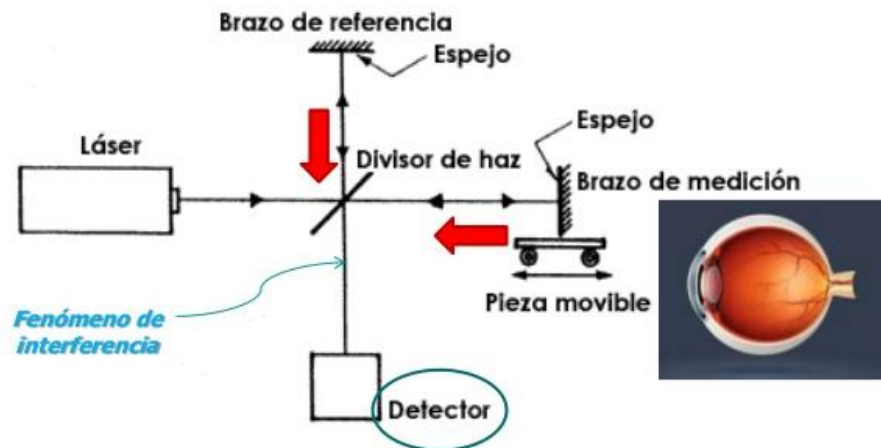 Brazo de referencia
Espejo
Espejo
Láser
Divisor de haz
Brazo de medición
Pieza movible
Fenómeno de
interferencia
Detector